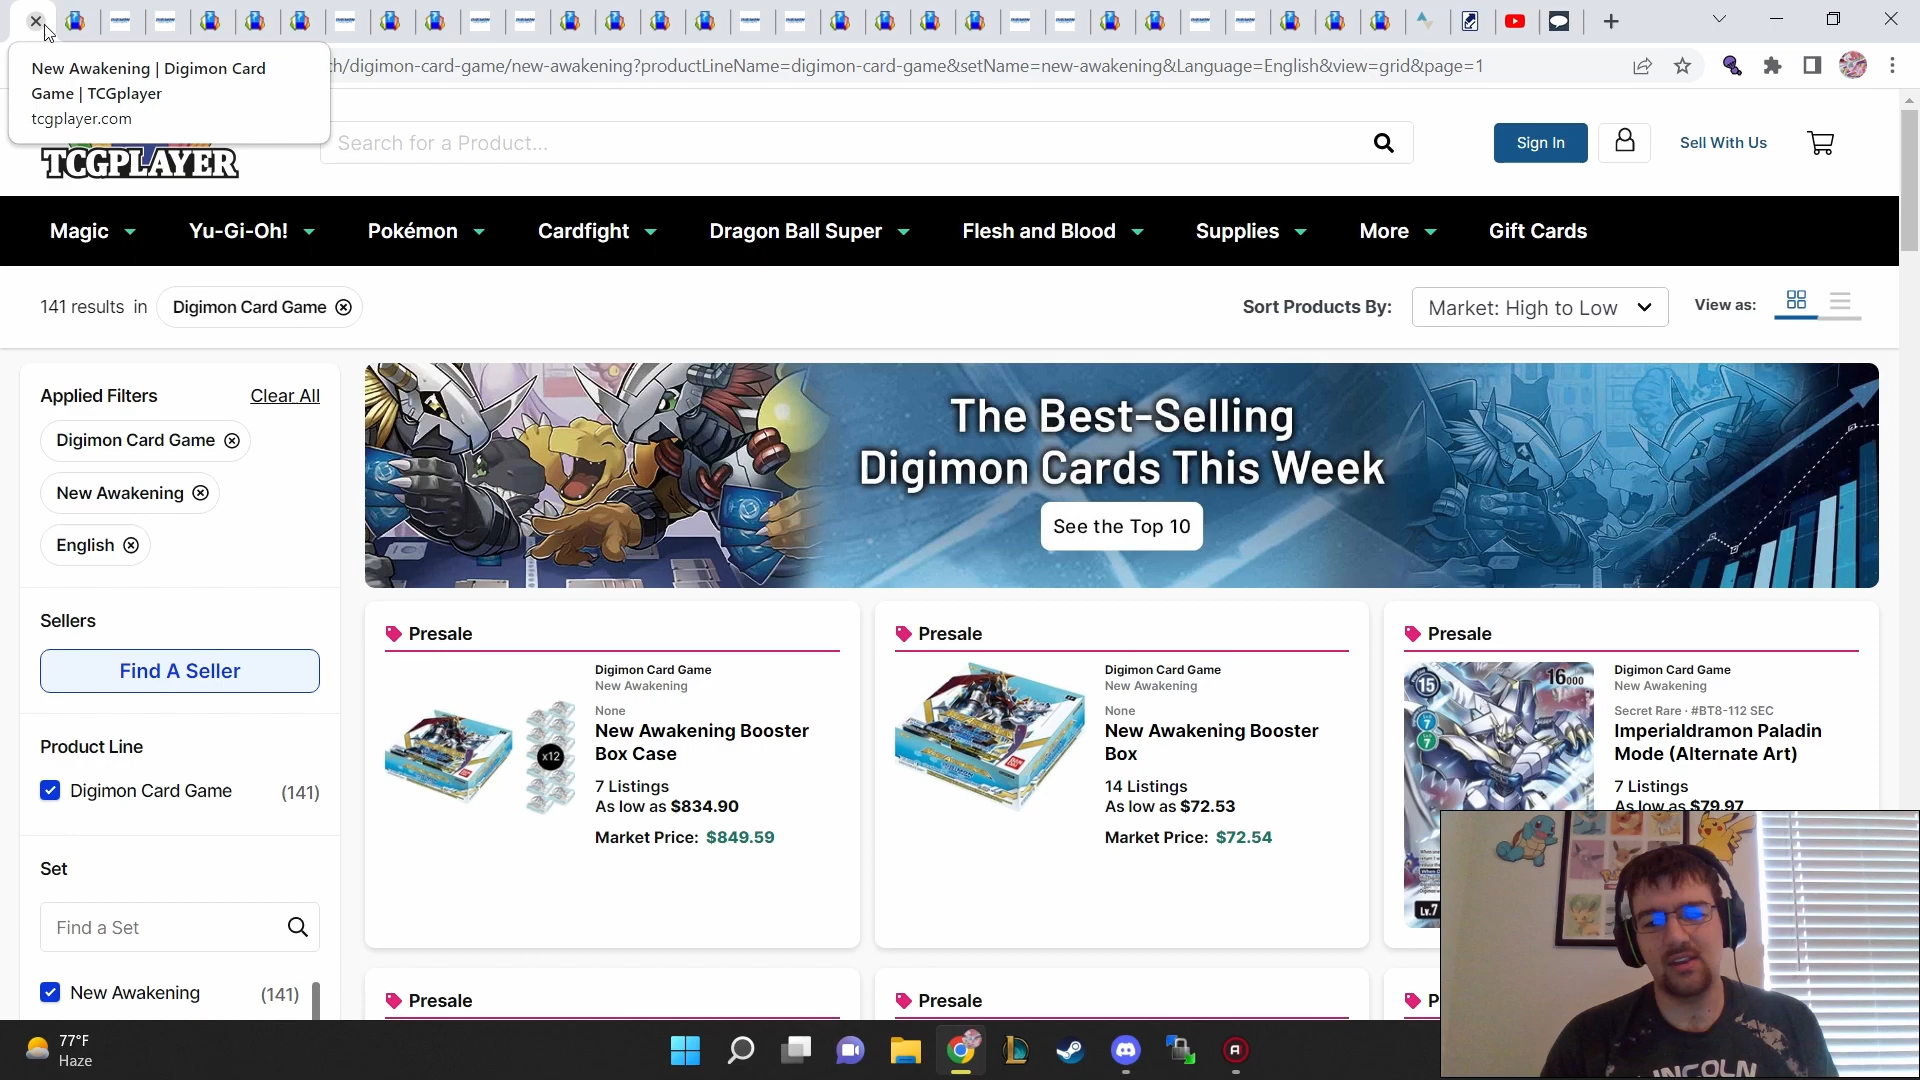 New Awakening | Digimon Card
Game | TCGplayer
tcgplayer.com
h/digimon-card-game/new-awakening?productLineName=digimon-card-game&setName=new-awakening&Language=English&view=grid&page=1
TCGPLAYER
Search for a Product...
Sign In
Sell With Us
Magic
Yu-Gi-Oh!
Pokémon
Cardfight
Dragon Ball Super
Flesh and Blood
Supplies
More
Gift Cards
141 results in
Digimon Card Game
Sort Products By:
Market: High to Low
View as:
Applied Filters
Clear All
Digimon Card Game
New Awakening
English
Sellers
Find A Seller
Product Line
Digimon Card Game (141)
Set
Find a Set
New Awakening (141)
The Best-Selling
Digimon Cards This Week
See the Top 10
Presale
Digimon Card Game
New Awakening
None
New Awakening Booster
Box Case
7 Listings
As low as $834.90
Market Price: $849.59
x12
Presale
Digimon Card Game
New Awakening
None
New Awakening Booster
Box
14 Listings
As low as $72.53
Market Price: $72.54
Presale
15
16000
Lv.7
Digimon Card Game
New Awakening
Secret Rare · #BT8-112 SEC
Imperialdramon Paladin
Mode (Alternate Art)
7 Listings
As low as $79.97
Presale
Presale
P
77°F
Haze
LINCOLN